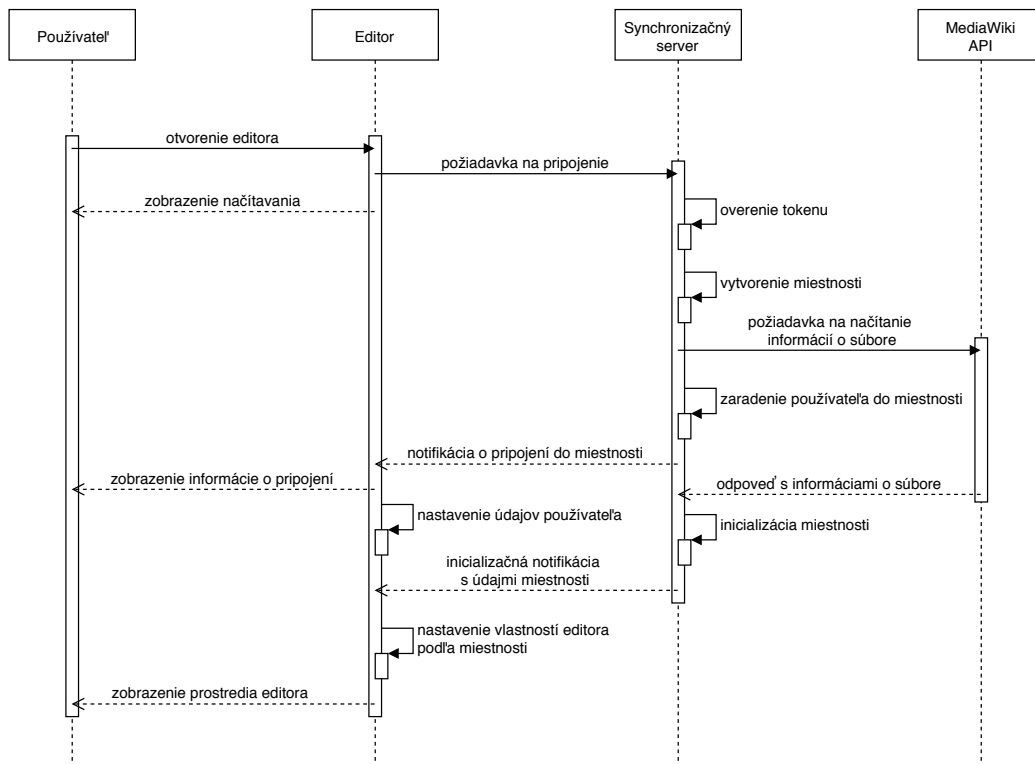 Používateľ
Editor
Synchronizačný
server
MediaWiki
API
otvorenie editora
požiadavka na pripojenie
zobrazenie načítavania
overenie tokenu
vytvorenie miestnosti
požiadavka na načítanie
informácií o súbore
zaradenie používateľa do miestnosti
notifikácia o pripojení do miestnosti
zobrazenie informácie o pripojení
odpoveď s informáciami o súbore
nastavenie údajov používateľa
inicializácia miestnosti
inicializačná notifikácia
s údajmi miestnosti
nastavenie vlastností editora
podľa miestnosti
zobrazenie prostredia editora